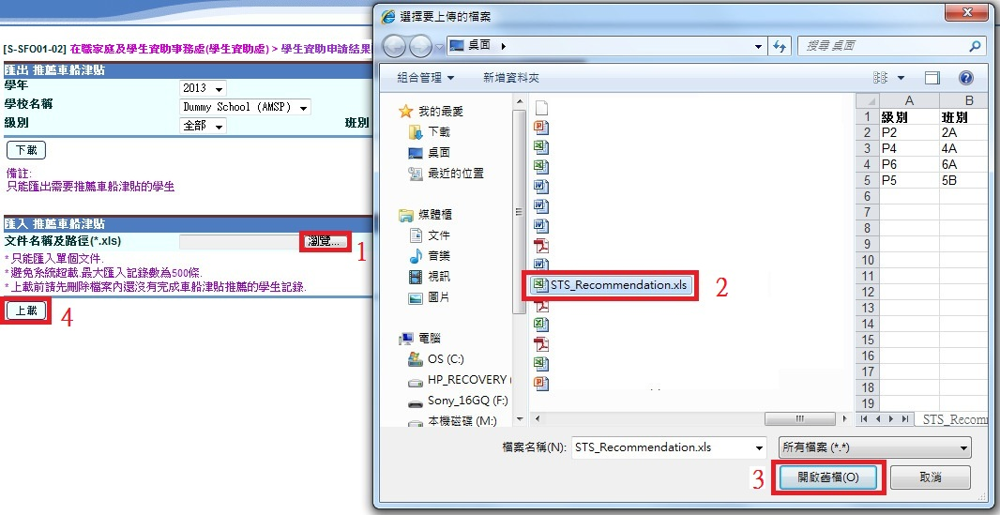 [S-SFO01-02] 在職家庭及學生資助事務處(學生資助處) > 學生資助申請結果
匯出 推薦車船津貼
學年 2013
學校名稱 Dummy School (AMSP)
級別 全部 班別
下載
備註:
只能匯出需要推薦車船津貼的學生
匯入 推薦車船津貼
文件名稱及路徑(*.xls) 瀏覽... 1
* 只能匯入單個文件.
*避免系統超載.最大匯入記錄數為500條.
* 上載前請先刪除檔案內還沒有完成車船津貼推薦的學生記錄.
上載 4
選擇要上傳的檔案
桌面
搜尋 桌面
組合管理 新增資料夾
我的最愛
下載
桌面
最近的位置
媒體櫃
文件
音樂
視訊
圖片
電腦
OS (C:)
HP_RECOVERY (
Sony_16GQ (F:)
本機磁碟 (M:)
STS_Recommendation.xls 2
A B
1 級別 班別
2 P2 2A
3 P4 4A
4 P6 6A
5 P5 5B
6
7
8
9
10
11
12
13
14
15
16
17
18
19
STS_Recomm
檔案名稱(N): STS_Recommendation.xls 所有檔案 (*.*)
3 開啟舊檔(O) 取消